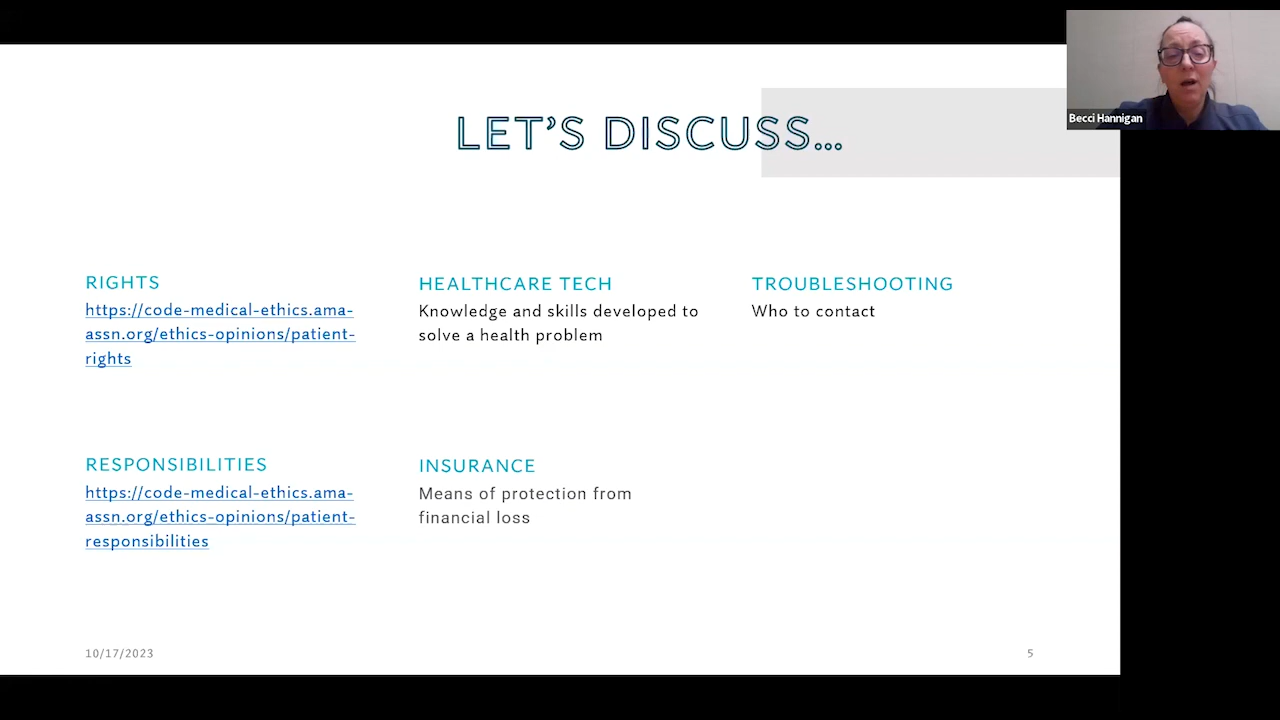 LET'S DISCUSS...
RIGHTS
https://code-medical-ethics.ama-
assn.org/ethics-opinions/patient-
rights
HEALTHCARE TECH
Knowledge and skills developed to
solve a health problem
TROUBLESHOOTING
Who to contact
RESPONSIBILITIES
https://code-medical-ethics.ama-
assn.org/ethics-opinions/patient-
responsibilities
INSURANCE
Means of protection from
financial loss
10/17/2023
5
Becci Hannigan